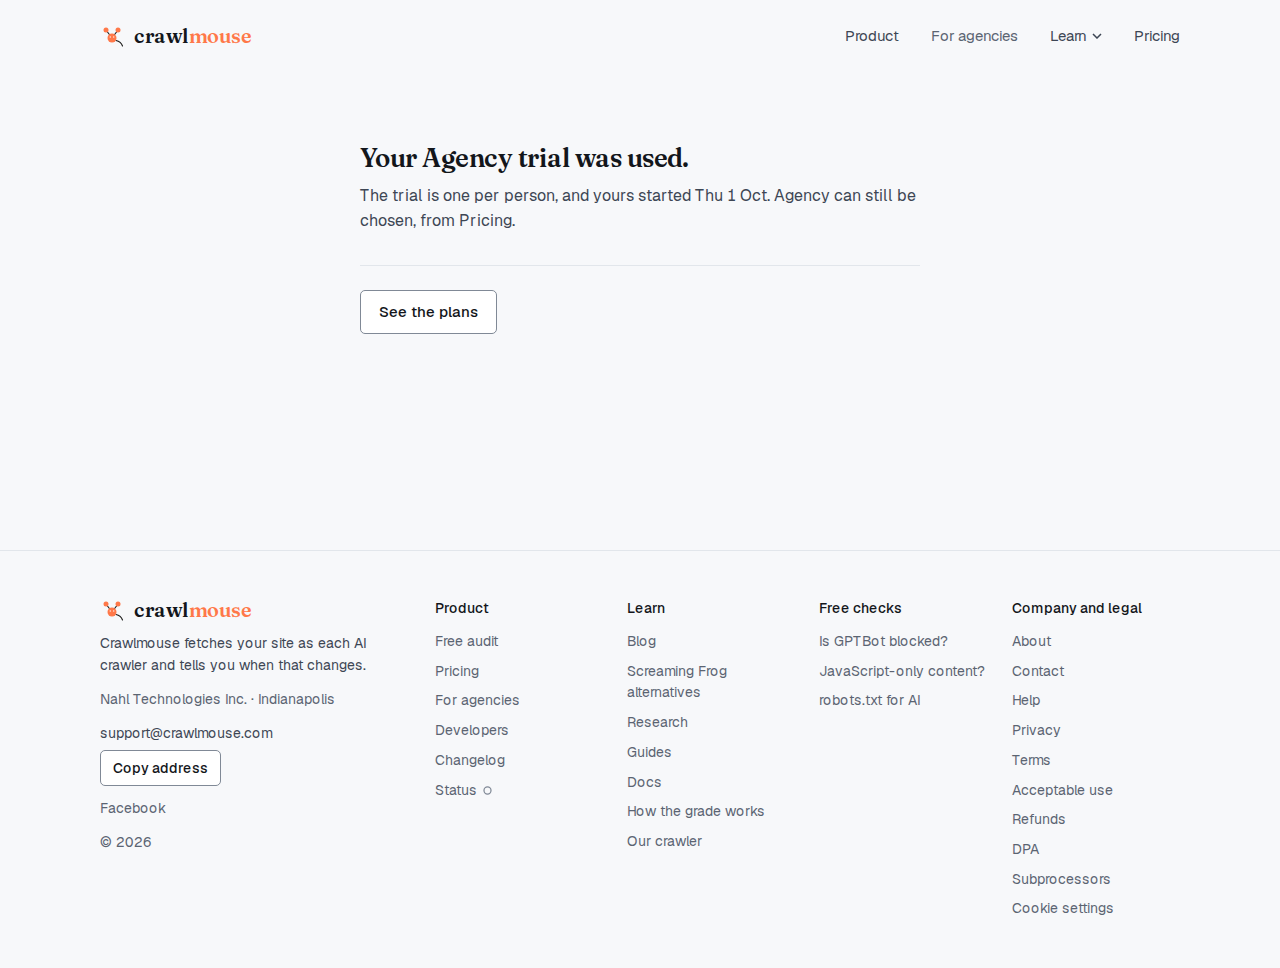 crawlmouse
Product
For agencies
Learn
Pricing
Your Agency trial was used.
The trial is one per person, and yours started Thu 1 Oct. Agency can still be
chosen, from Pricing.
See the plans
crawlmouse
Crawlmouse fetches your site as each AI
crawler and tells you when that changes.
Nahl Technologies Inc. · Indianapolis
support@crawlmouse.com
Copy address
Facebook
© 2026
Product
Free audit
Pricing
For agencies
Developers
Changelog
Status
Learn
Blog
Screaming Frog
alternatives
Research
Guides
Docs
How the grade works
Our crawler
Free checks
Is GPTBot blocked?
JavaScript-only content?
robots.txt for AI
Company and legal
About
Contact
Help
Privacy
Terms
Acceptable use
Refunds
DPA
Subprocessors
Cookie settings